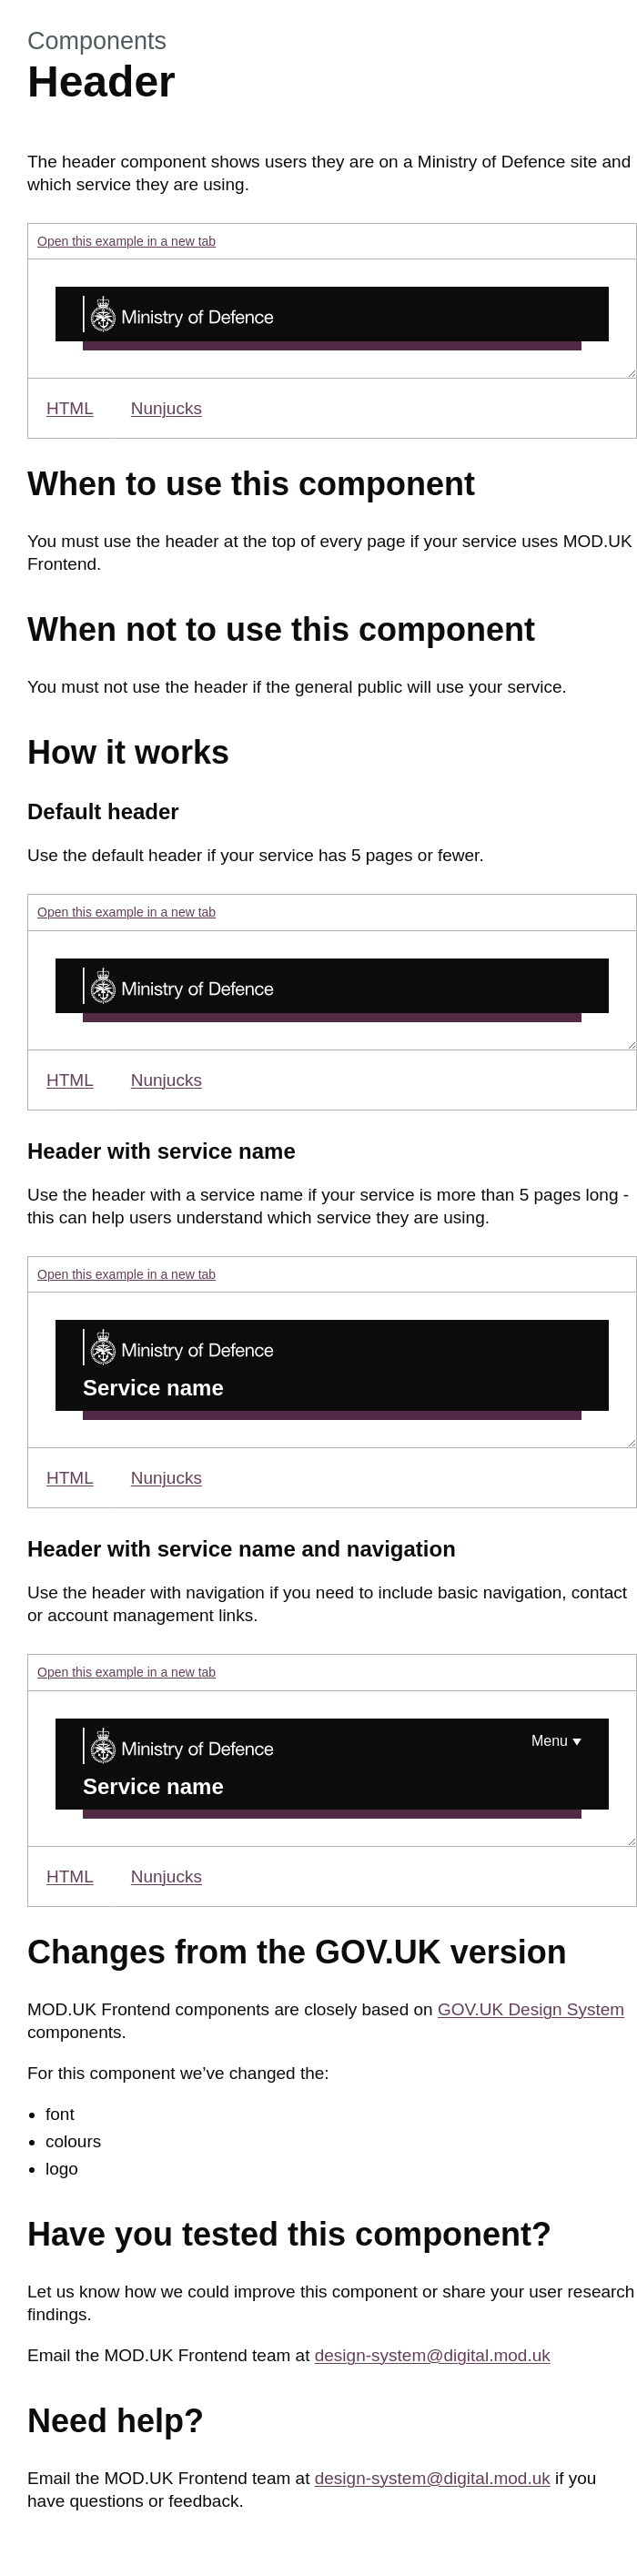 Components
Header
The header component shows users they are on a Ministry of Defence site and
which service they are using.
Open this example in a new tab
Ministry of Defence
HTML Nunjucks
When to use this component
You must use the header at the top of every page if your service uses MOD.UK
Frontend.
When not to use this component
You must not use the header if the general public will use your service.
How it works
Default header
Use the default header if your service has 5 pages or fewer.
Open this example in a new tab
Ministry of Defence
HTML Nunjucks
Header with service name
Use the header with a service name if your service is more than 5 pages long -
this can help users understand which service they are using.
Open this example in a new tab
Ministry of Defence
Service name
HTML Nunjucks
Header with service name and navigation
Use the header with navigation if you need to include basic navigation, contact
or account management links.
Open this example in a new tab
Ministry of Defence Menu ▼
Service name
HTML Nunjucks
Changes from the GOV.UK version
MOD.UK Frontend components are closely based on GOV.UK Design System
components.
For this component we’ve changed the:
• font
• colours
• logo
Have you tested this component?
Let us know how we could improve this component or share your user research
findings.
Email the MOD.UK Frontend team at design-system@digital.mod.uk
Need help?
Email the MOD.UK Frontend team at design-system@digital.mod.uk if you
have questions or feedback.